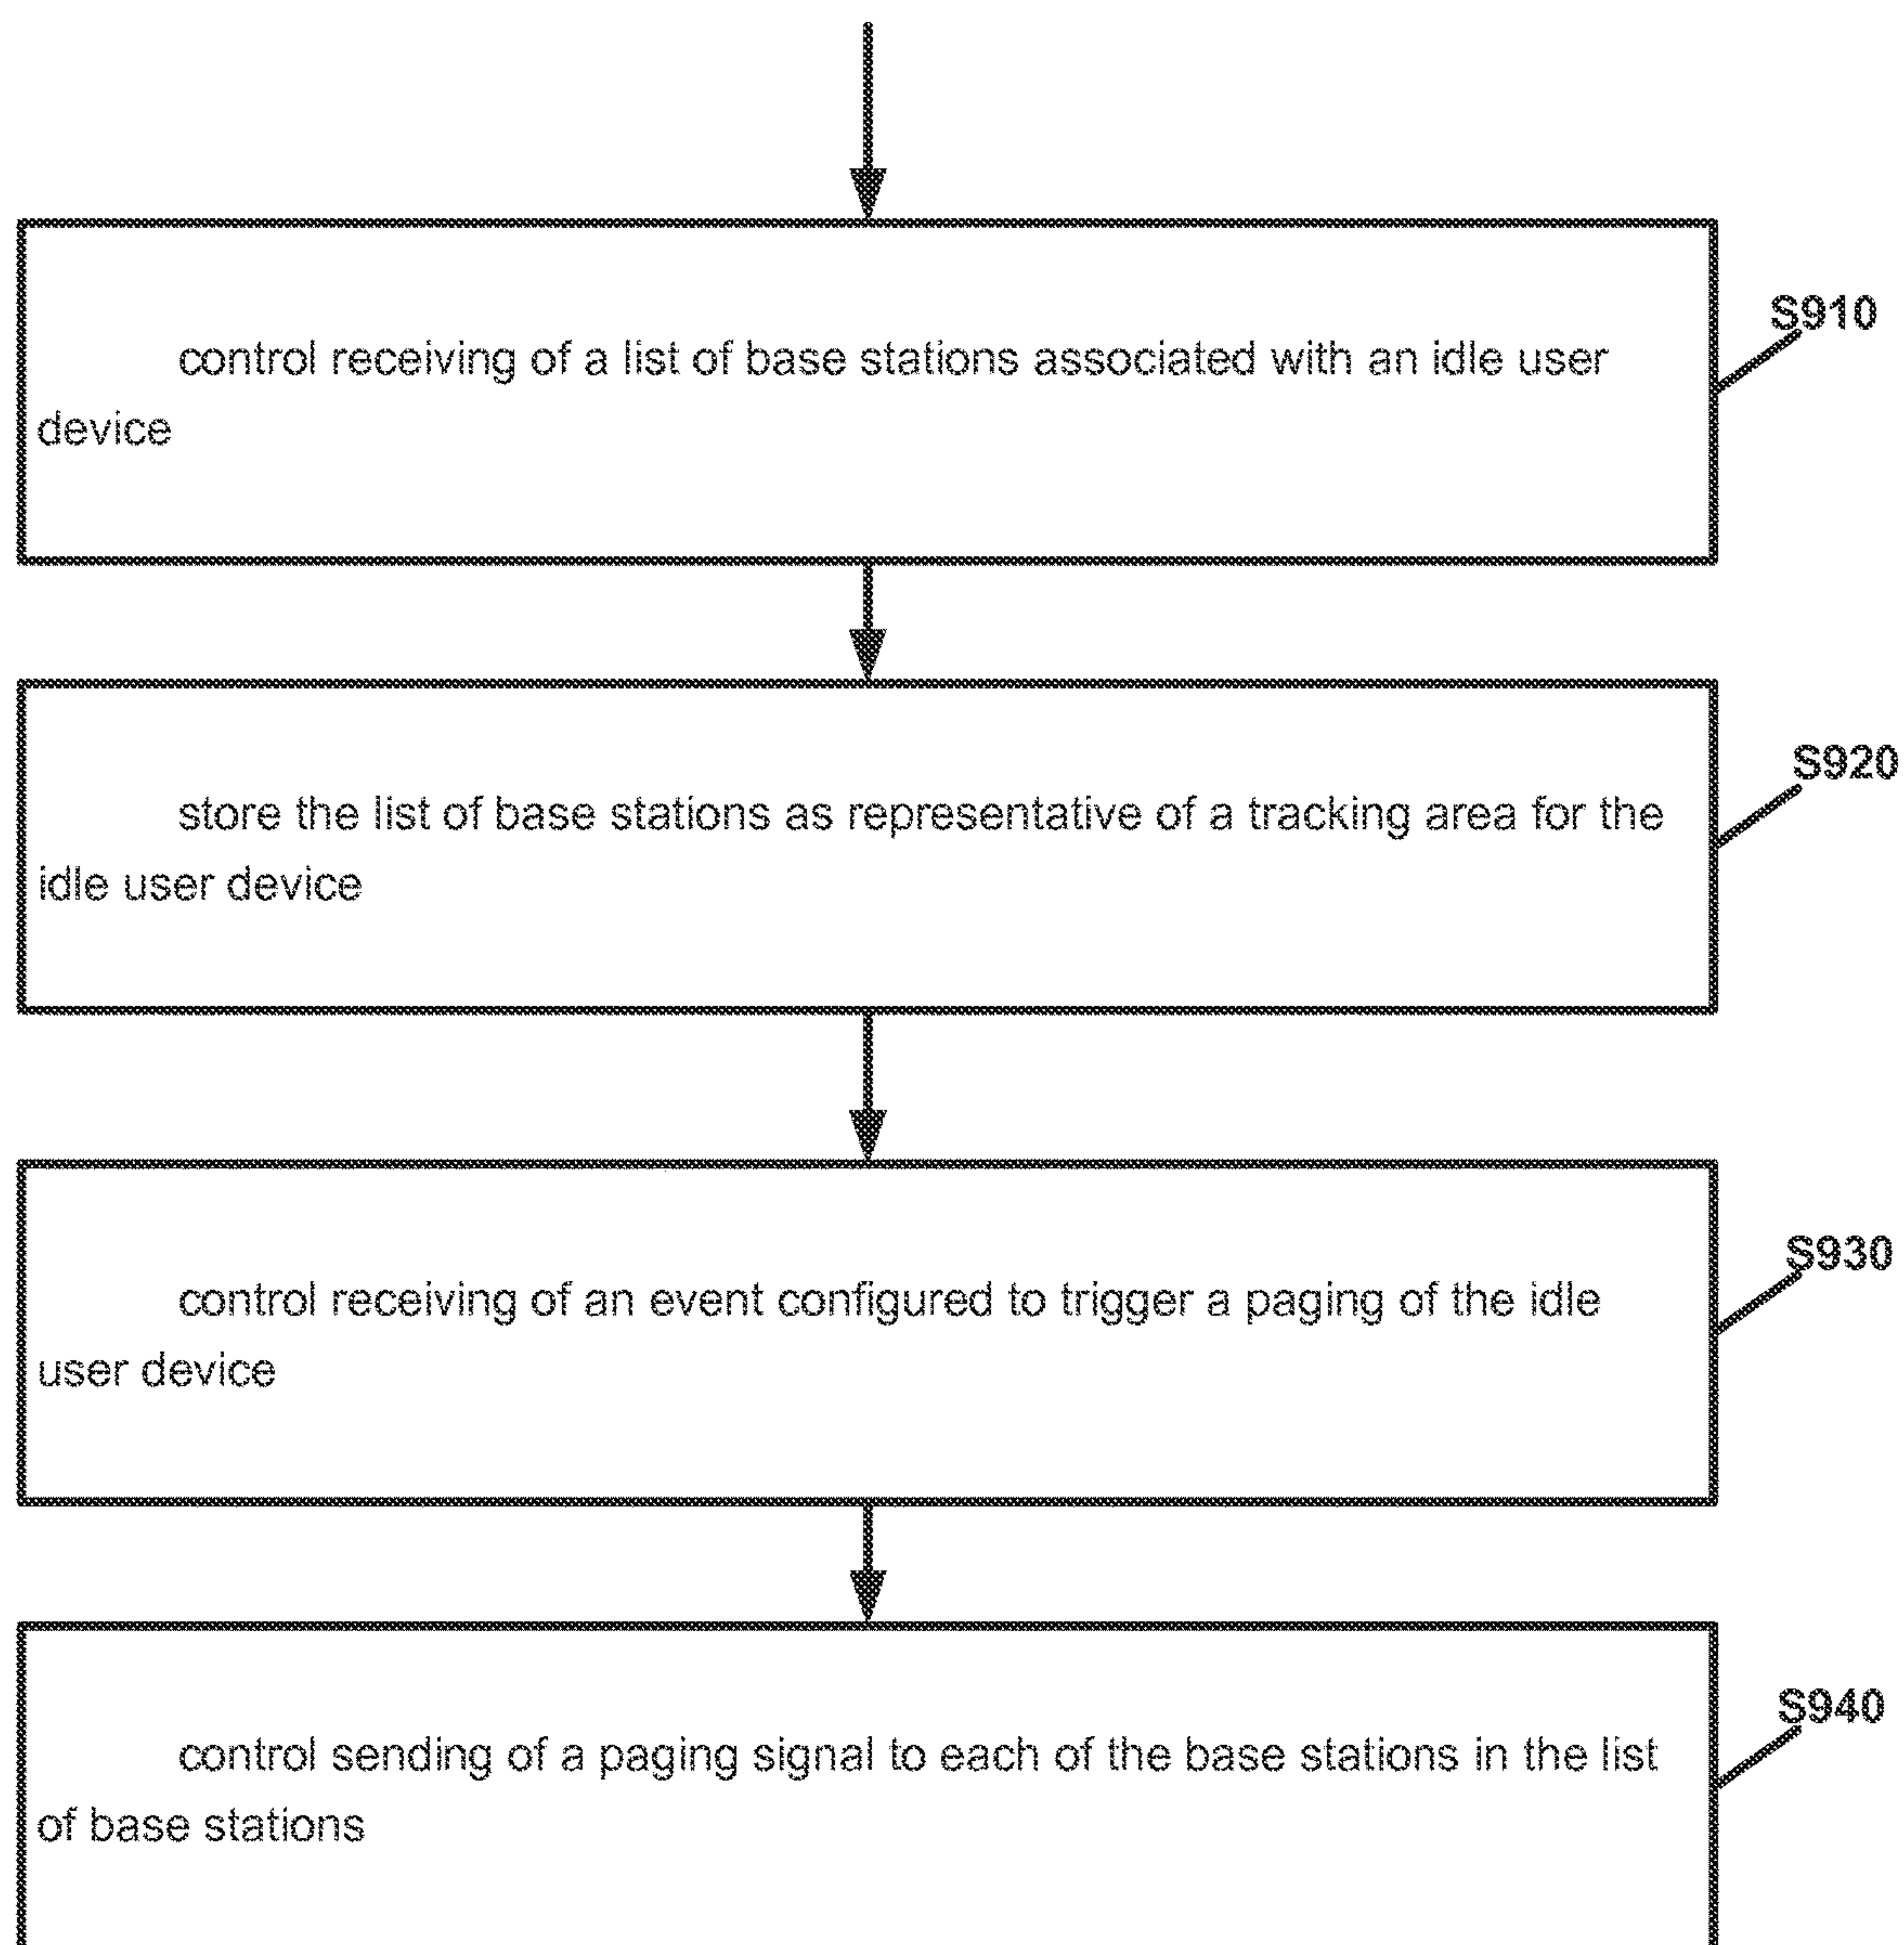 control receiving of a list of base stations associated with an idle user
device
S910
store the list of base stations as representative of a tracking area for the
idle user device
S920
control receiving of an event configured to trigger a paging of the idle
user device
S930
control sending of a paging signal to each of the base stations in the list
of base stations
S940